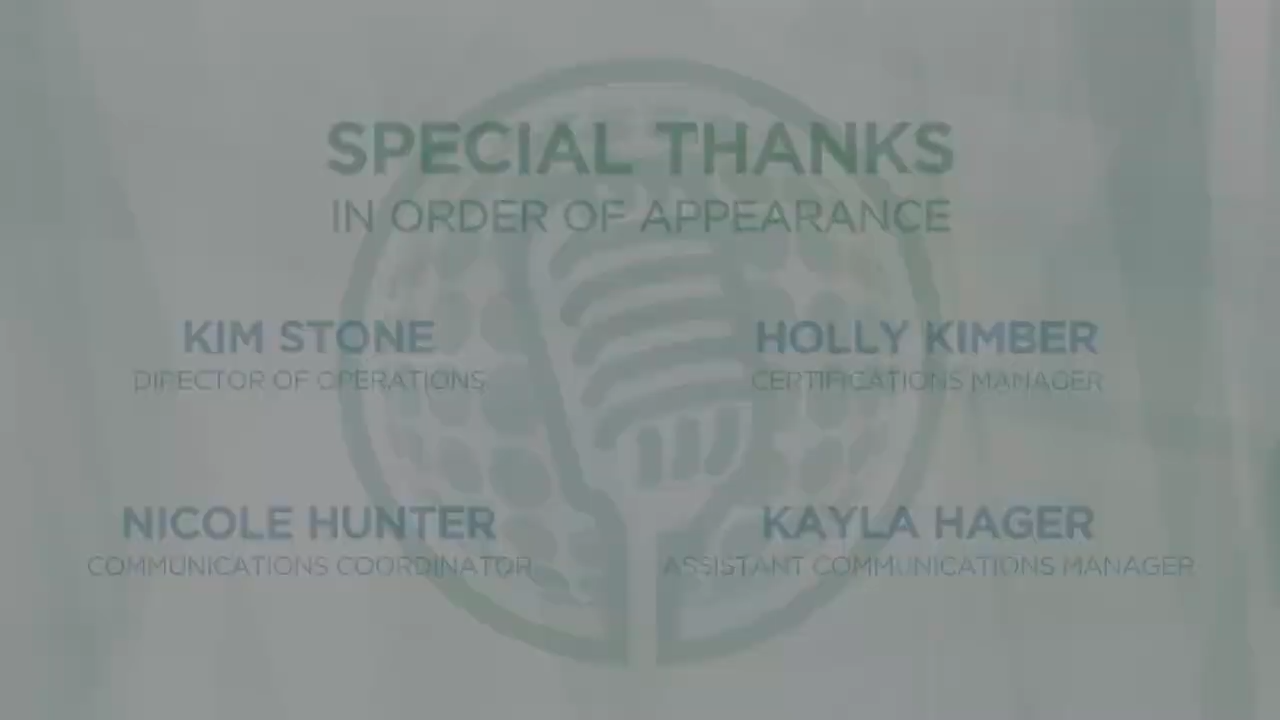 SPECIAL THANKS
IN ORDER OF APPEARANCE
KIM STONE
DIRECTOR OF OPERATIONS
HOLLY KIMBER
CERTIFICATIONS MANAGER
NICOLE HUNTER
COMMUNICATIONS COORDINATOR
KAYLA HAGER
ASSISTANT COMMUNICATIONS MANAGER